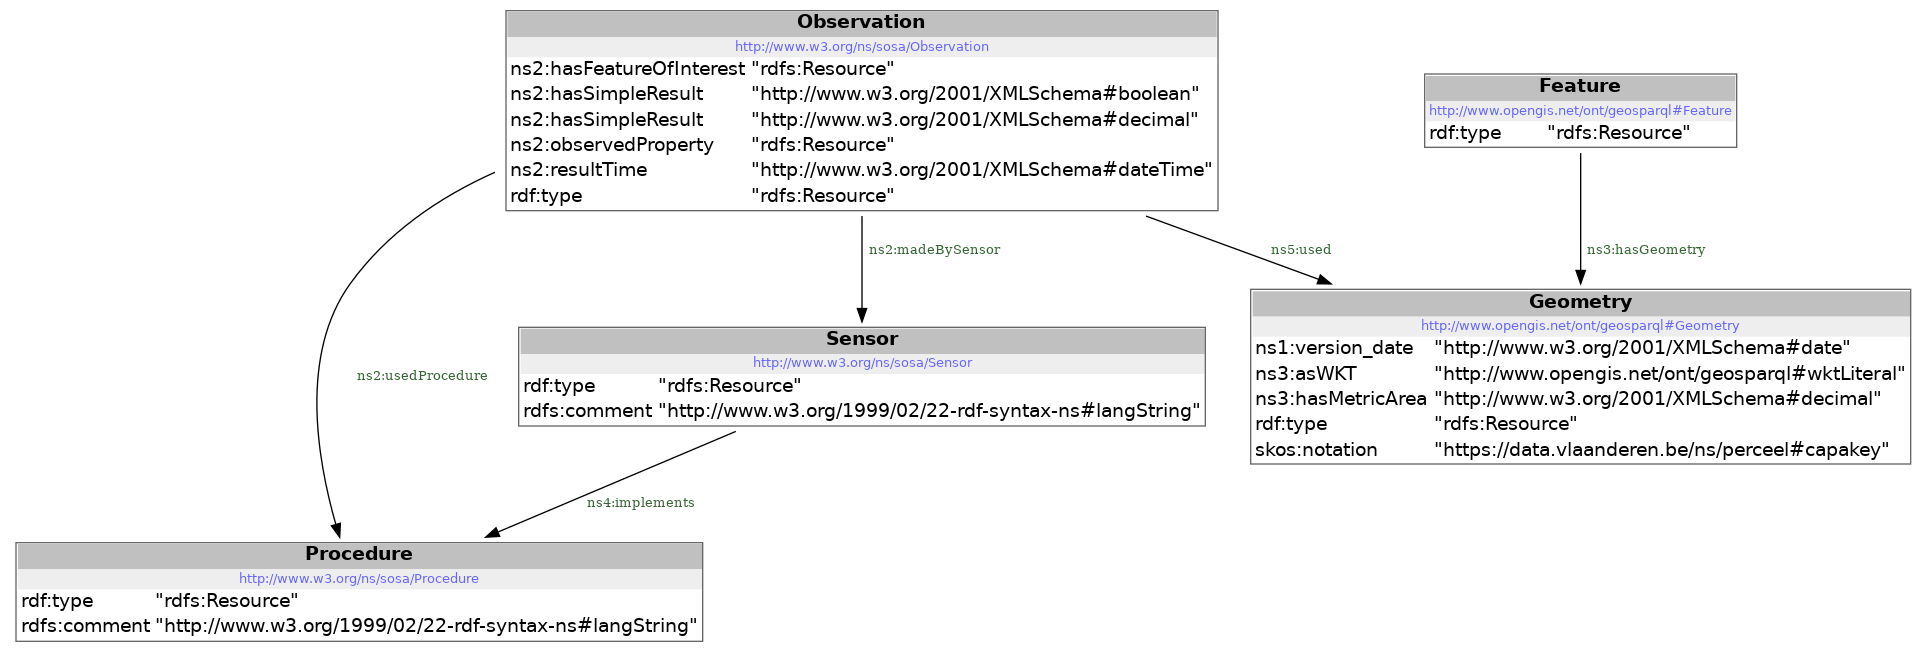 Observation
http://www.w3.org/ns/sosa/Observation
ns2:hasFeatureOfInterest "rdfs:Resource"
ns2:hasSimpleResult "http://www.w3.org/2001/XMLSchema#boolean"
ns2:hasSimpleResult "http://www.w3.org/2001/XMLSchema#decimal"
ns2:observedProperty "rdfs:Resource"
ns2:resultTime "http://www.w3.org/2001/XMLSchema#dateTime"
rdf:type "rdfs:Resource"
Feature
http://www.opengis.net/ont/geosparql#Feature
rdf:type "rdfs:Resource"
ns2:madeBySensor
ns5:used
ns3:hasGeometry
Geometry
http://www.opengis.net/ont/geosparql#Geometry
ns1:version_date "http://www.w3.org/2001/XMLSchema#date"
ns3:asWKT "http://www.opengis.net/ont/geosparql#wktLiteral"
ns3:hasMetricArea "http://www.w3.org/2001/XMLSchema#decimal"
rdf:type "rdfs:Resource"
skos:notation "https://data.vlaanderen.be/ns/perceel#capakey"
Sensor
http://www.w3.org/ns/sosa/Sensor
rdf:type "rdfs:Resource"
rdfs:comment "http://www.w3.org/1999/02/22-rdf-syntax-ns#langString"
ns2:usedProcedure
ns4:implements
Procedure
http://www.w3.org/ns/sosa/Procedure
rdf:type "rdfs:Resource"
rdfs:comment "http://www.w3.org/1999/02/22-rdf-syntax-ns#langString"